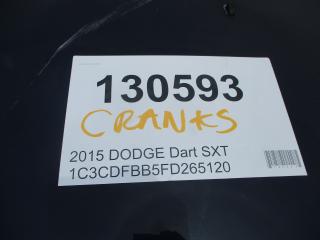 130593
CRANKS
2015 DODGE Dart SXT
1C3CDFBB5FD265120